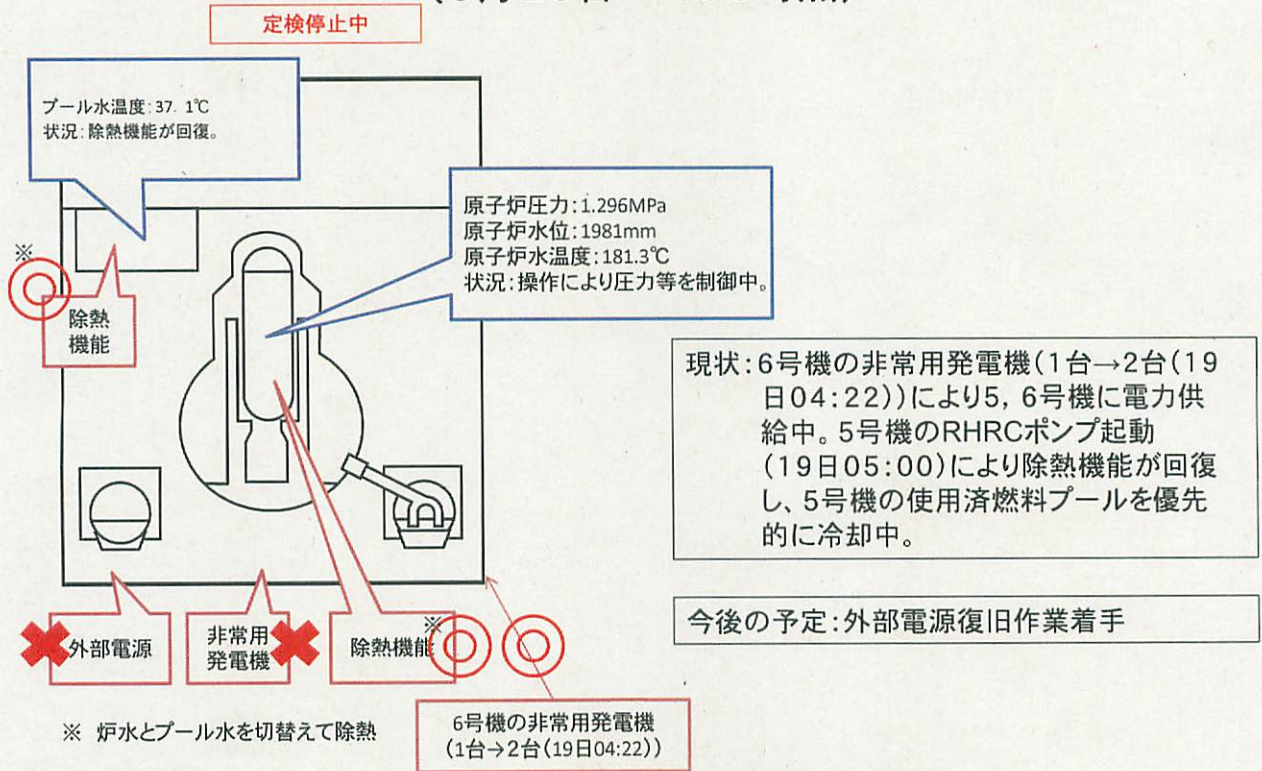 定検停止中
プール水温度:37. 1℃
状況:除熱機能が回復。
原子炉圧力:1.296MPa
原子炉水位:1981mm
原子炉水温度:181.3℃
状況:操作により圧力等を制御中。
※
除熱
機能
現状:6号機の非常用発電機(1台→2台(19
日04:22))により5, 6号機に電力供
給中。5号機のRHRCポンプ起動
(19日05:00)により除熱機能が回復
し、5号機の使用済燃料プールを優先
的に冷却中。
今後の予定:外部電源復旧作業着手
外部電源
非常用
発電機
除熱機能
※
※ 炉水とプール水を切替えて除熱
6号機の非常用発電機
(1台→2台(19日04:22))